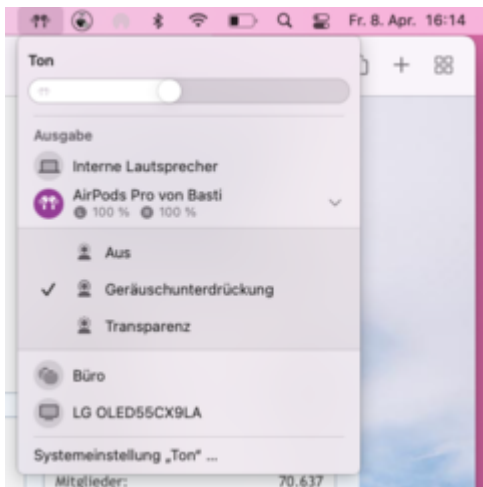 Fr. 8. Apr. 16:14
Ton
Ausgabe
Interne Lautsprecher
AirPods Pro von Basti
L 100 % R 100 %
Aus
Geräuschunterdrückung
Transparenz
Büro
LG OLED55CX9LA
Systemeinstellung „Ton“ ...
Mitglieder: 70.637